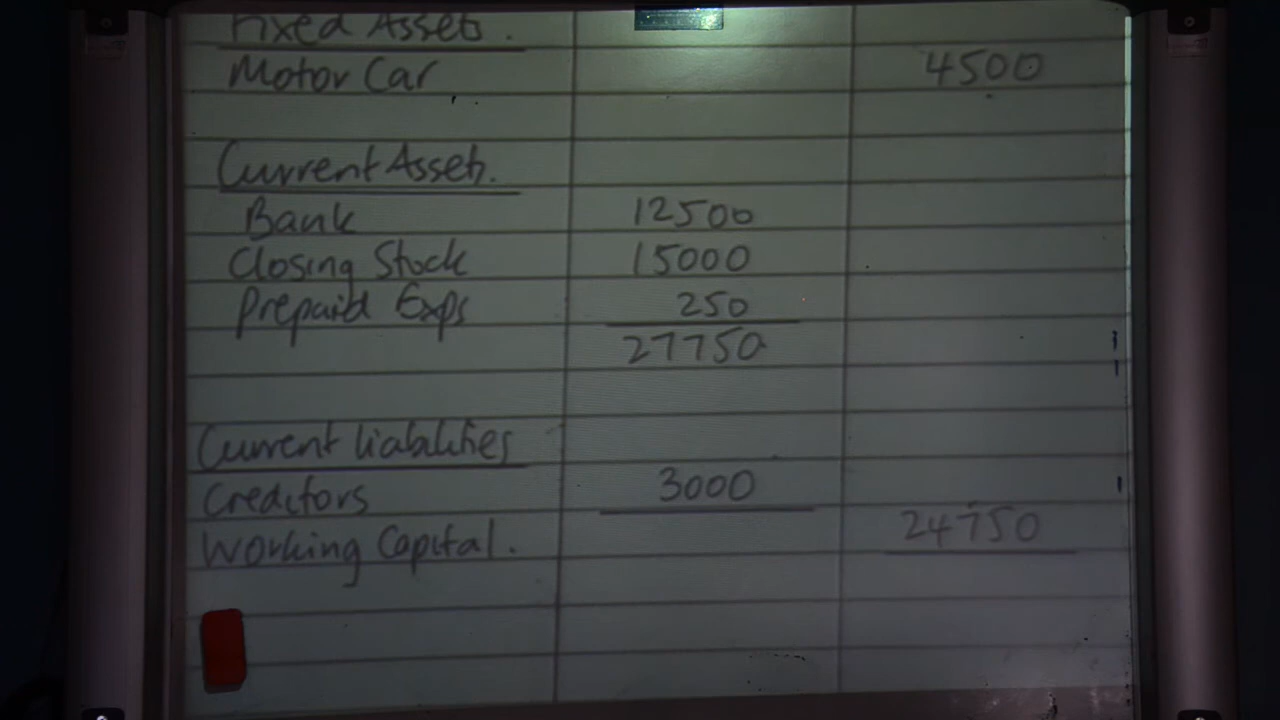 Fixed Assets.
Motor Car 4500
Current Assets.
Bank 12500
Closing Stock 15000
Prepaid Exps 250
27750
Current liabilities
Creditors 3000
Working Capital. 24750